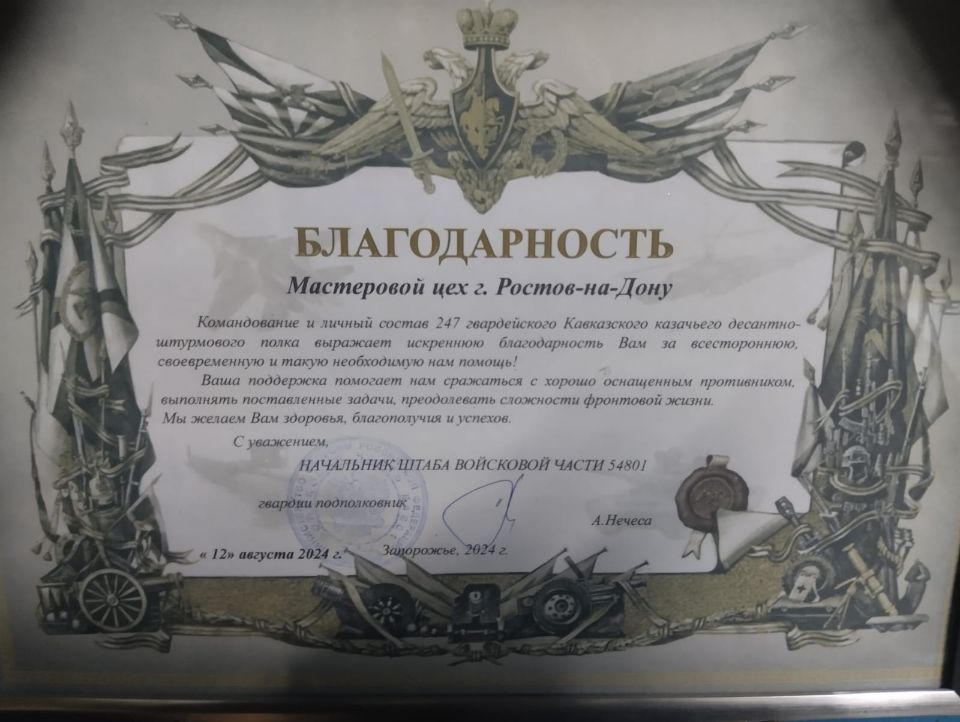 БЛАГОДАРНОСТЬ
Мастеровой цех г. Ростов-на-Дону
Командование и личный состав 247 гвардейского Кавказского казачьего десантно-
штурмового полка выражает искреннюю благодарность Вам за всестороннюю,
своевременную и такую необходимую нам помощь!
Ваша поддержка помогает нам сражаться с хорошо оснащенным противником,
выполнять поставленные задачи, преодолевать сложности фронтовой жизни.
Мы желаем Вам здоровья, благополучия и успехов.
С уважением,
НАЧАЛЬНИК ШТАБА ВОЙСКОВОЙ ЧАСТИ 54801
гвардии подполковник
А.Нечеса
« 12» августа 2024 г.
Запорожье, 2024 г.